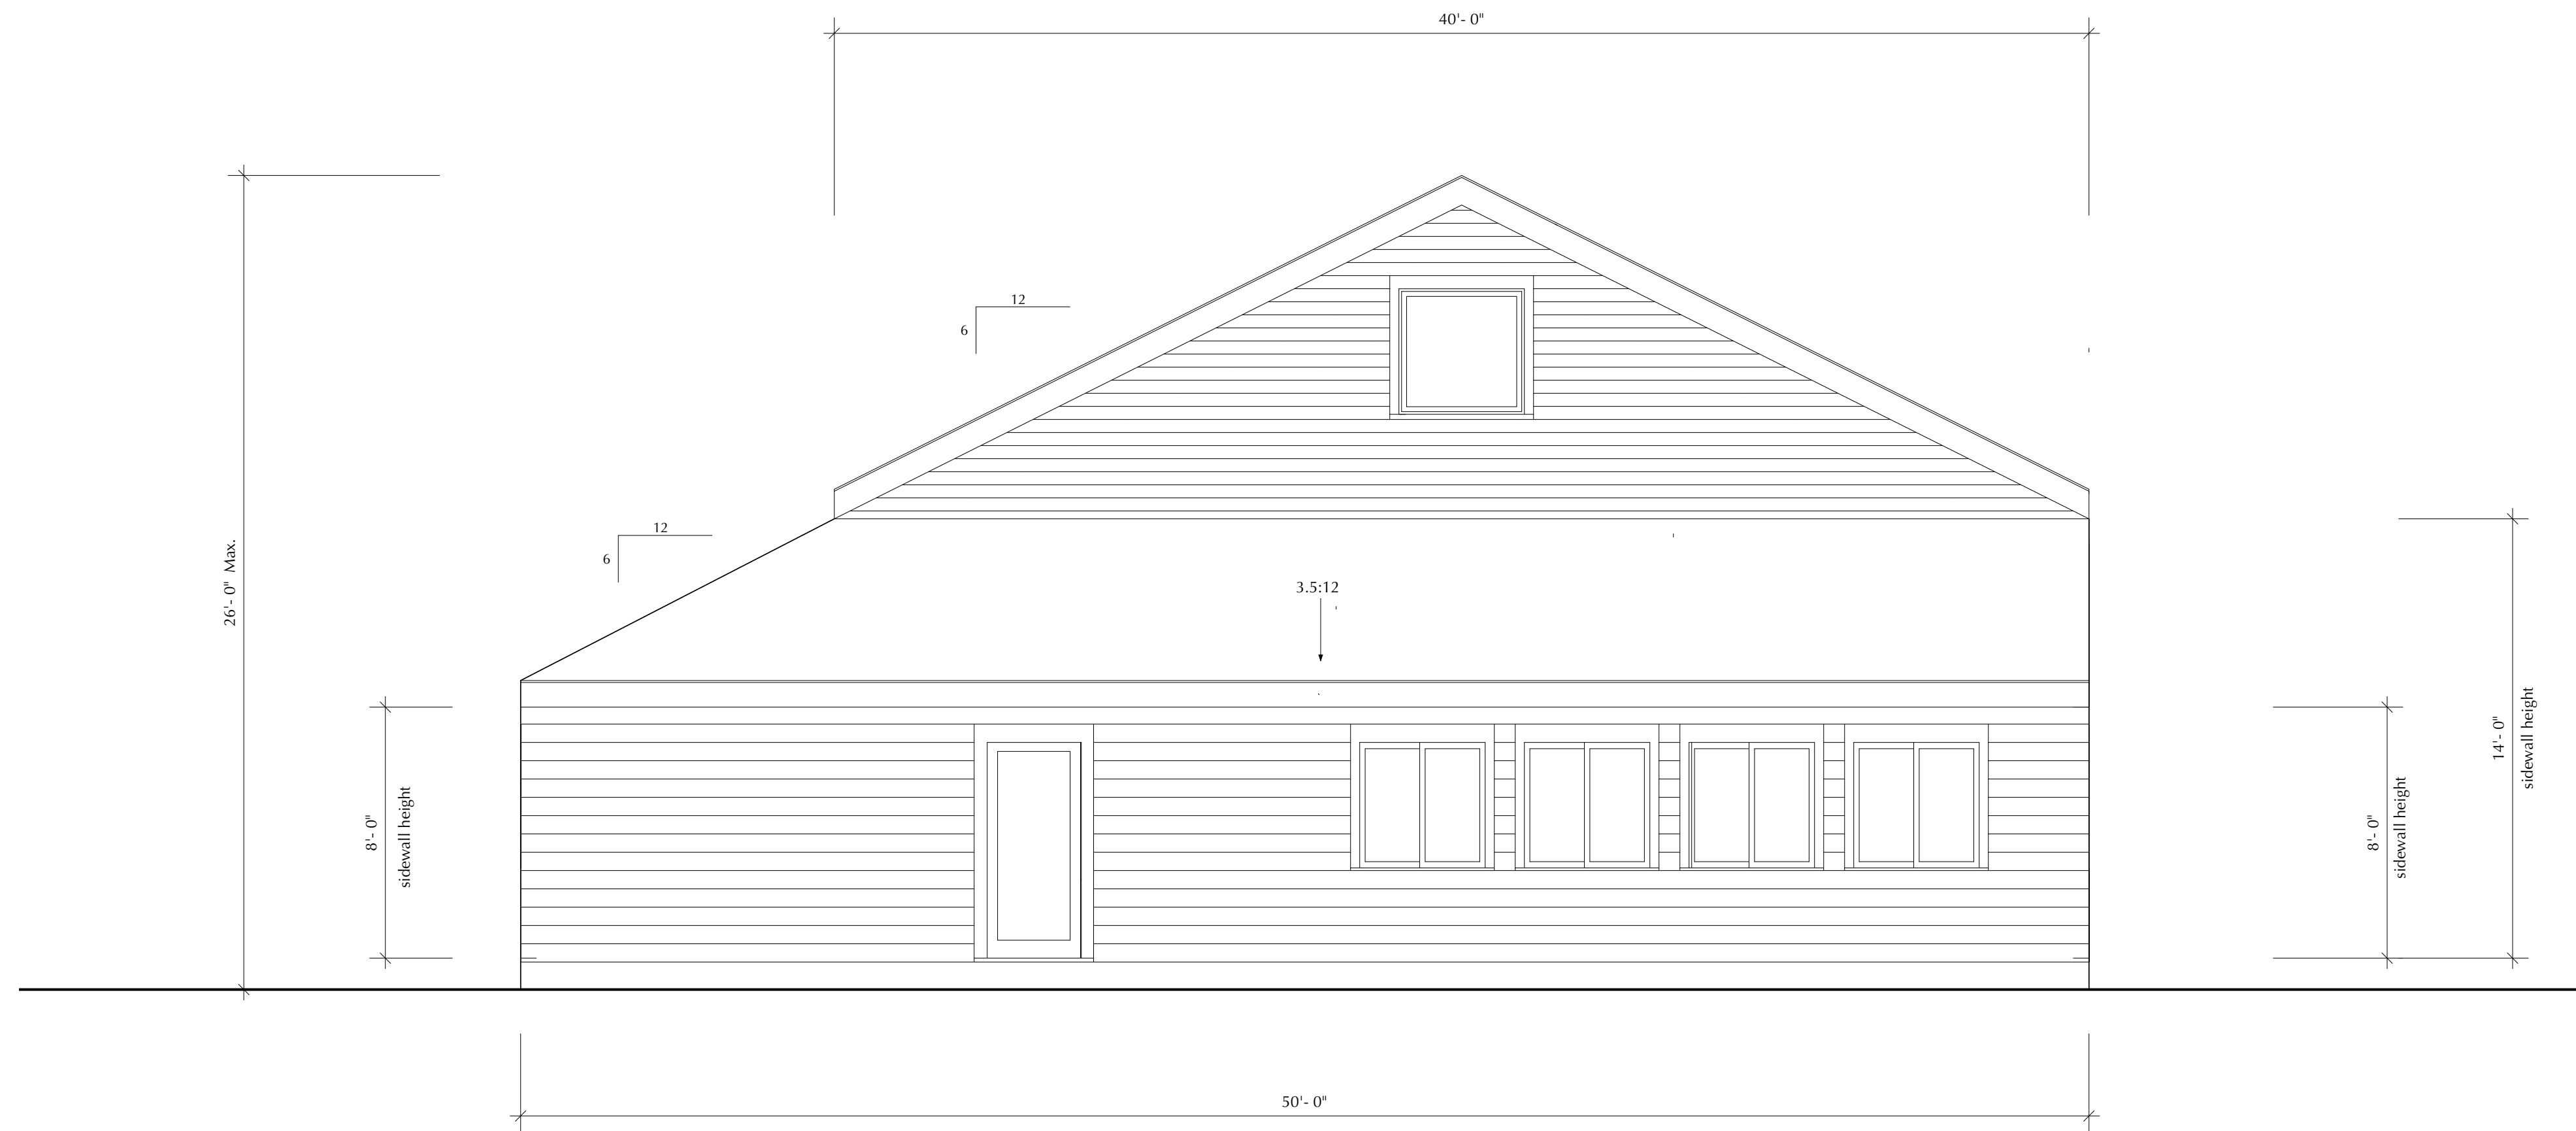 40'- 0"
12
6
12
6
26'- 0" Max.
3.5:12
14'- 0"
sidewall height
8'- 0"
sidewall height
8'- 0"
sidewall height
50'- 0"